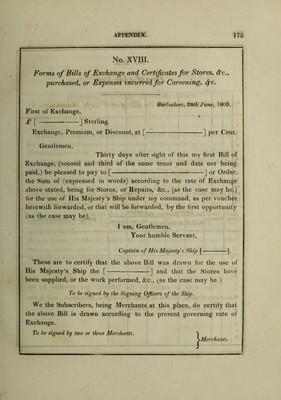 APPENDIX. 175
No. XVIII.
Forms of Bills of Exchange and Certificates for Stores, &c.,
purchased, or Expenses incurred for Careening, &c.
Barbadoes, 24th June, 1805.
First of Exchange,
£ [————] Sterling.
Exchange, Premium, or Discount, at [————] per Cent.
Gentlemen,
Thirty days after sight of this my first Bill of
Exchange, (second and third of the same tenor and date not being
paid,) be pleased to pay to [————] or Order,
the Sum of (expressed in words) according to the rate of Exchange
above stated, being for Stores, or Repairs, &c., (as the case may be,)
for the use of His Majesty's Ship under my command, as per voucher
herewith forwarded, or that will be forwarded, by the first opportunity
(as the case may be).
I am, Gentlemen,
Your humble Servant,
Captain of His Majesty's Ship [————].
These are to certify that the above Bill was drawn for the use of
His Majesty's Ship the [————] and that the Stores have
been supplied, or the work performed, &c., (as the case may be.)
To be signed by the Signing Officers of the Ship.
We the Subscribers, being Merchants at this place, do certify that
the above Bill is drawn according to the present governing rate of
Exchange.
To be signed by two or three Merchants.
} Merchants.